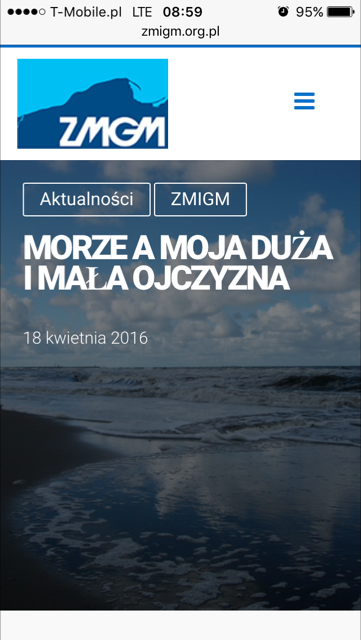 T-Mobile.pl LTE 08:59 95%
zmigm.org.pl
ZMGM
Aktualności ZMIGM
MORZE A MOJA DUŻA
I MAŁA OJCZYZNA
18 kwietnia 2016